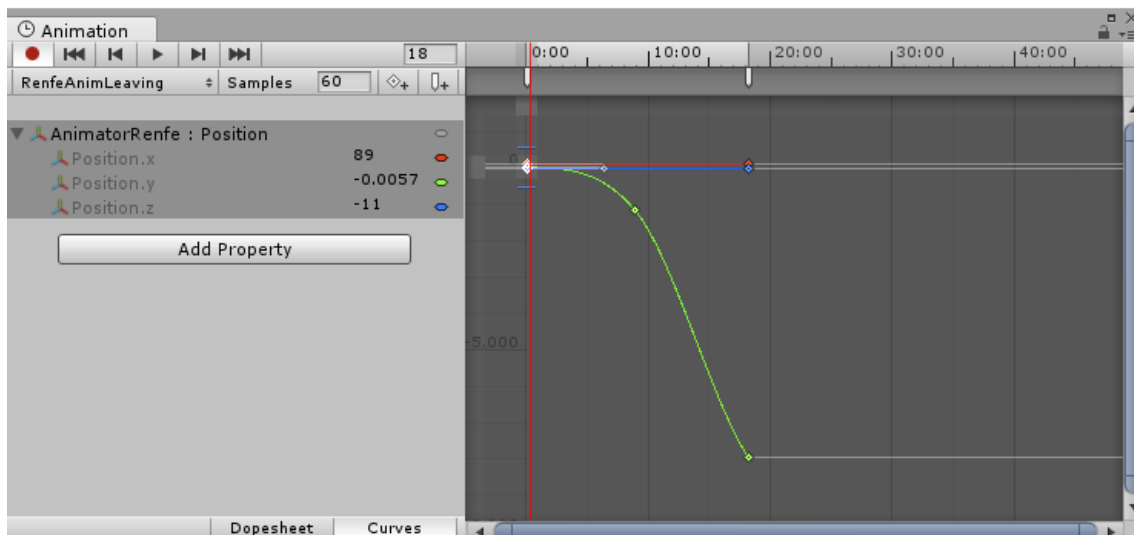 Animation
18 0:00 10:00 20:00 30:00 40:00
RenfeAnimLeaving Samples 60
AnimatorRenfe : Position
Position.x 89
Position.y -0.0057
Position.z -11
0
Add Property
-5,000
Dopesheet Curves